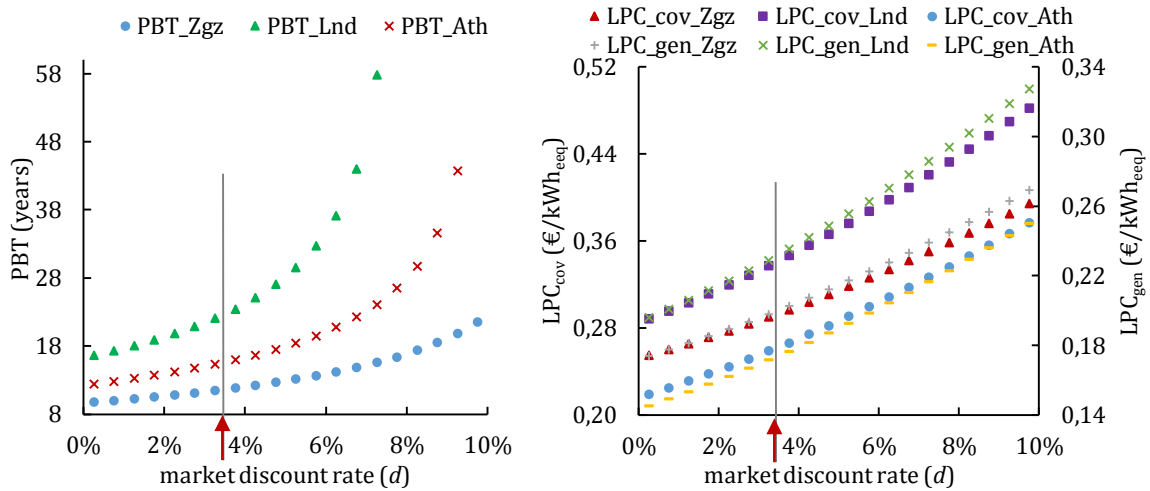 PBT_Zgz PBT_Lnd PBT_Ath
58
48
38
28
18
8
PBT (years)
0% 2% 4% 6% 8% 10%
market discount rate (d)
LPC_cov_Zgz LPC_cov_Lnd LPC_cov_Ath
LPC_gen_Zgz LPC_gen_Lnd LPC_gen_Ath
0,52
0,44
0,36
0,28
0,20
LPCcov (€/kWheeq)
0,34
0,30
0,26
0,22
0,18
0,14
LPCgen (€/kWheeq)
0% 2% 4% 6% 8% 10%
market discount rate (d)